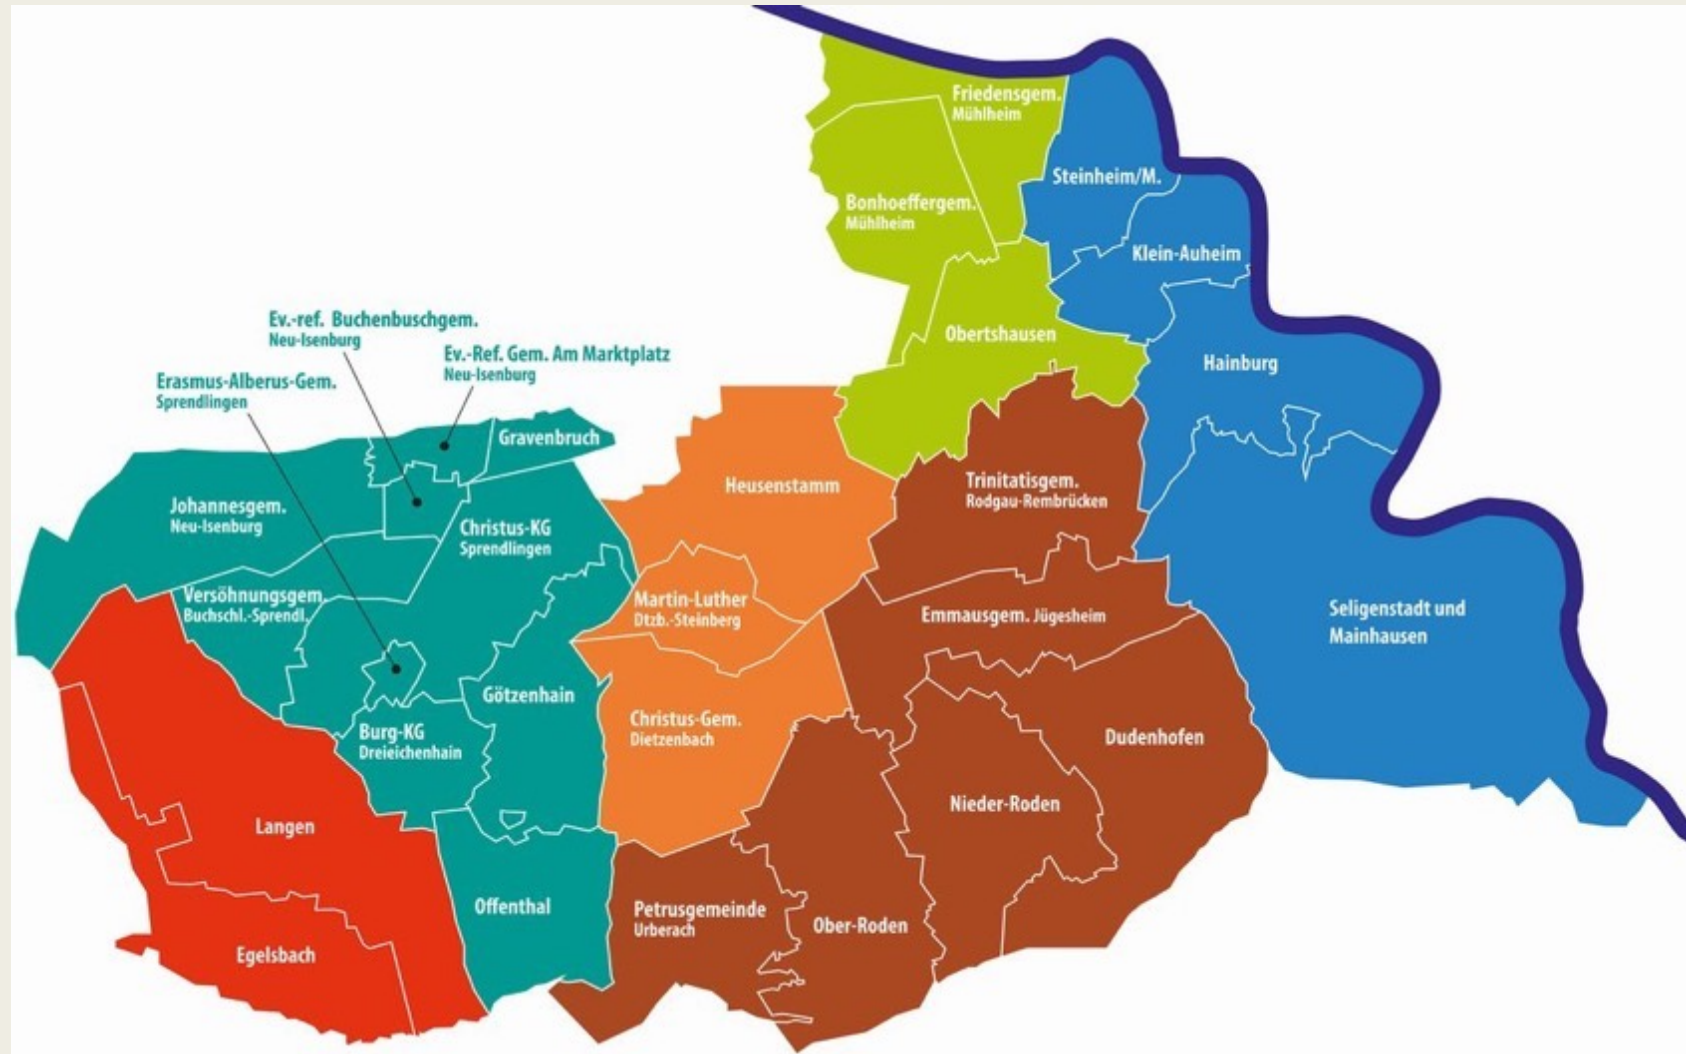 Friedensgem.
Mühlheim
Steinheim/M.
Bonhoeffergem.
Mühlheim
Klein-Auheim
Obertshausen
Hainburg
Ev.-ref. Buchenbuschgem.
Neu-Isenburg
Ev.-Ref. Gem. Am Marktplatz
Neu-Isenburg
Erasmus-Alberus-Gem.
Sprendlingen
Gravenbruch
Johannesgem.
Neu-Isenburg
Christus-KG
Sprendlingen
Heusenstamm
Trinitatisgem.
Rodgau-Rembrücken
Versöhnungsgem.
Buchschl.-Sprendl.
Martin-Luther
Dtzb.-Steinberg
Emmausgem. Jügesheim
Seligenstadt und
Mainhausen
Götzenhain
Burg-KG
Dreieichenhain
Christus-Gem.
Dietzenbach
Dudenhofen
Nieder-Roden
Langen
Offenthal
Petrusgemeinde
Urberach
Ober-Roden
Egelsbach